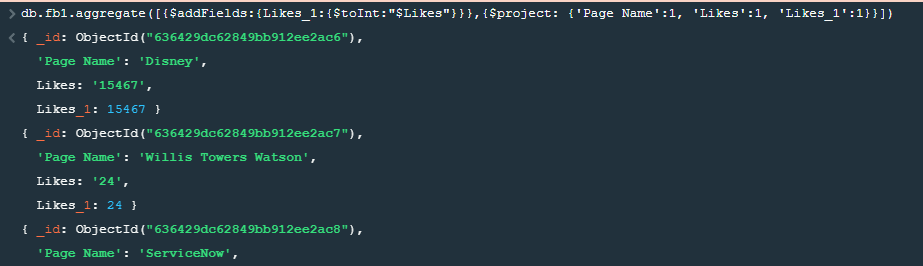 > db.fb1.aggregate([{$addFields:{Likes_1:{$toInt:"$Likes"}}},{$project: {'Page Name':1, 'Likes':1, 'Likes_1':1}}])
< { _id: ObjectId("636429dc62849bb912ee2ac6"),
'Page Name': 'Disney',
Likes: '15467',
Likes_1: 15467 }
{ _id: ObjectId("636429dc62849bb912ee2ac7"),
'Page Name': 'Willis Towers Watson',
Likes: '24',
Likes_1: 24 }
{ _id: ObjectId("636429dc62849bb912ee2ac8"),
'Page Name': 'ServiceNow',